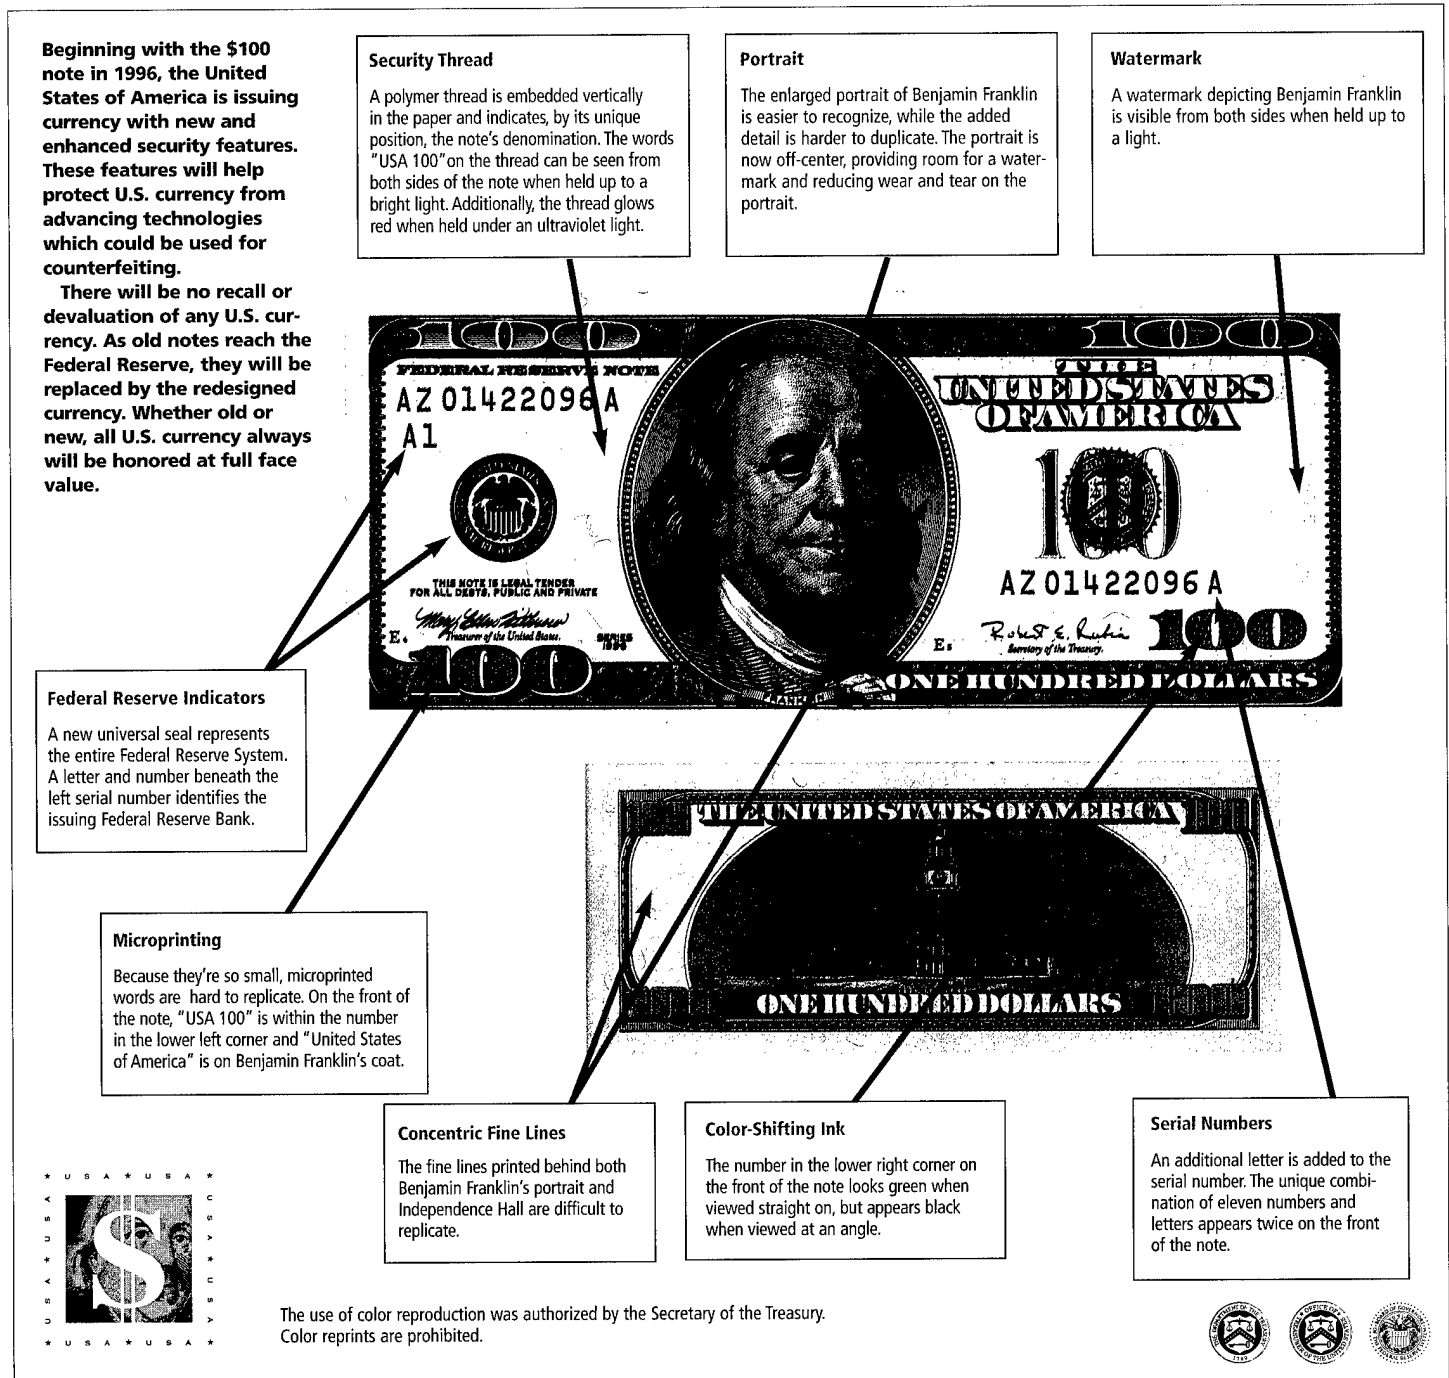 Beginning with the $100
note in 1996, the United
States of America is issuing
currency with new and
enhanced security features.
These features will help
protect U.S. currency from
advancing technologies
which could be used for
counterfeiting.
There will be no recall or
devaluation of any U.S. cur-
rency. As old notes reach the
Federal Reserve, they will be
replaced by the redesigned
currency. Whether old or
new, all U.S. currency always
will be honored at full face
value.
Security Thread
A polymer thread is embedded vertically
in the paper and indicates, by its unique
position, the note's denomination. The words
"USA 100" on the thread can be seen from
both sides of the note when held up to a
bright light. Additionally, the thread glows
red when held under an ultraviolet light.
Portrait
The enlarged portrait of Benjamin Franklin
is easier to recognize, while the added
detail is harder to duplicate. The portrait is
now off-center, providing room for a water-
mark and reducing wear and tear on the
portrait.
Watermark
A watermark depicting Benjamin Franklin
is visible from both sides when held up to
a light.
100
100
FEDERAL RESERVE NOTE
AZ 01422096 A
A1
THIS NOTE IS LEGAL TENDER
FOR ALL DEBTS, PUBLIC AND PRIVATE
Treasurer of the United States.
SERIES
1996
100
THE
UNITED STATES
OF AMERICA
100
AZ 01422096 A
Robert E. Rubin
Secretary of the Treasury.
100
FRANKLIN
ONE HUNDRED DOLLARS
Federal Reserve Indicators
A new universal seal represents
the entire Federal Reserve System.
A letter and number beneath the
left serial number identifies the
issuing Federal Reserve Bank.
THE UNITED STATES OF AMERICA
100
ONE HUNDRED DOLLARS
Microprinting
Because they're so small, microprinted
words are hard to replicate. On the front of
the note, "USA 100" is within the number
in the lower left corner and "United States
of America" is on Benjamin Franklin's coat.
Concentric Fine Lines
The fine lines printed behind both
Benjamin Franklin's portrait and
Independence Hall are difficult to
replicate.
Color-Shifting Ink
The number in the lower right corner on
the front of the note looks green when
viewed straight on, but appears black
when viewed at an angle.
Serial Numbers
An additional letter is added to the
serial number. The unique combi-
nation of eleven numbers and
letters appears twice on the front
of the note.
* U S A * U S A *
USA * USA
$
USA * USA
* U S A * U S A *
The use of color reproduction was authorized by the Secretary of the Treasury.
Color reprints are prohibited.